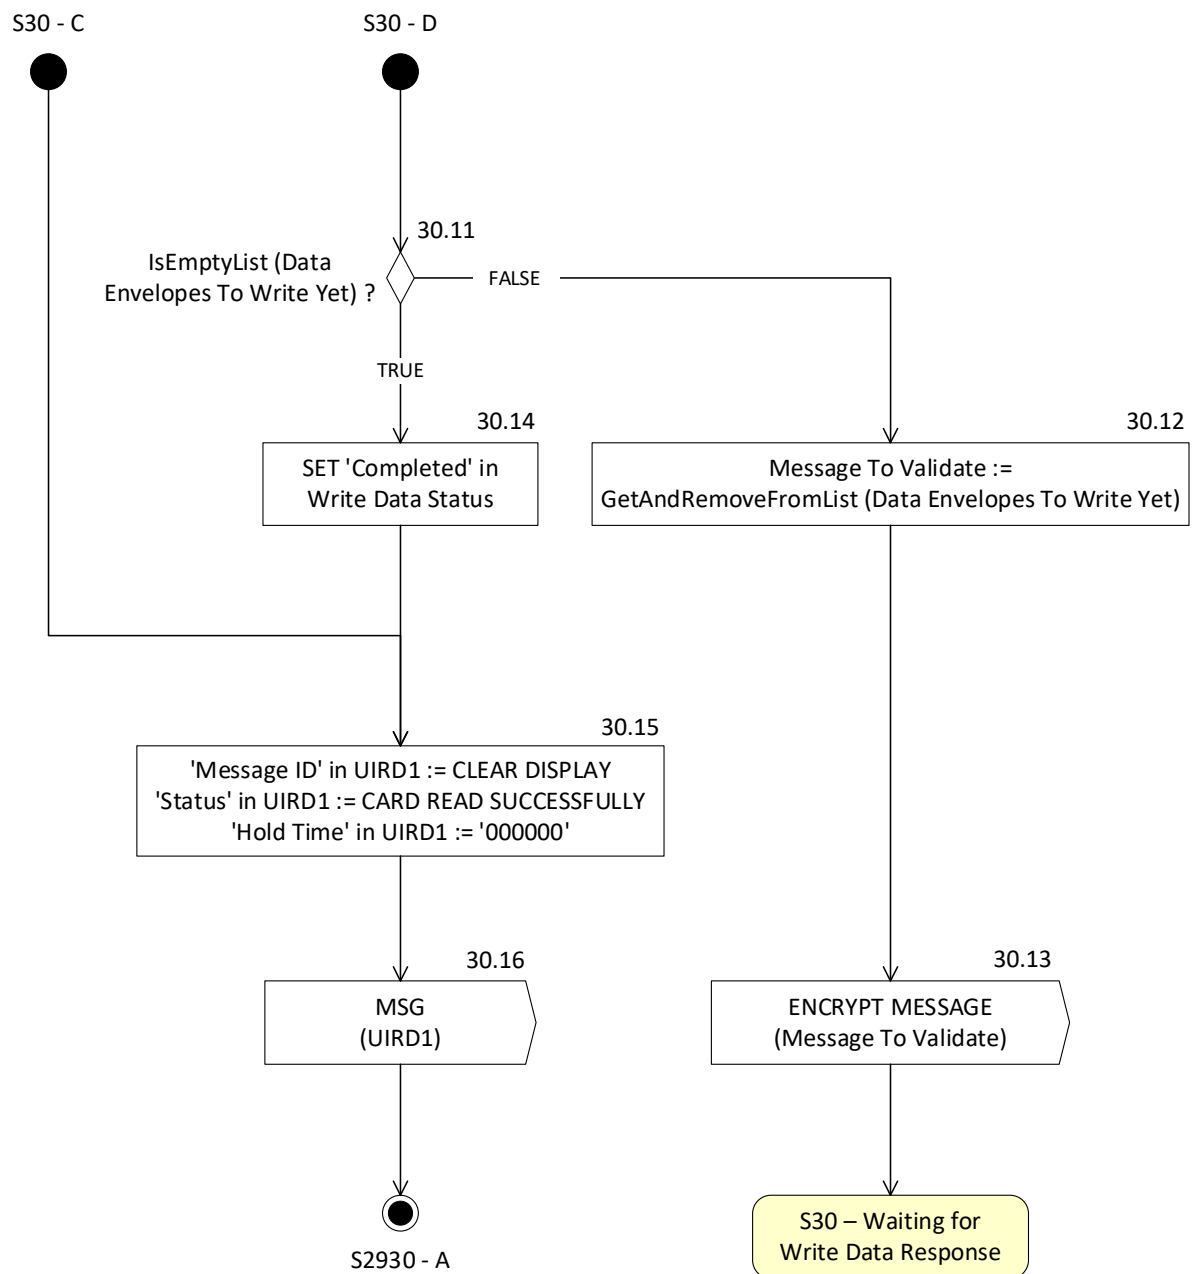 S30 - C
S30 - D
30.11
IsEmptyList (Data
Envelopes To Write Yet) ?
FALSE
TRUE
30.14
SET 'Completed' in
Write Data Status
30.12
Message To Validate :=
GetAndRemoveFromList (Data Envelopes To Write Yet)
30.15
'Message ID' in UIRD1 := CLEAR DISPLAY
'Status' in UIRD1 := CARD READ SUCCESSFULLY
'Hold Time' in UIRD1 := '000000'
30.16
MSG
(UIRD1)
30.13
ENCRYPT MESSAGE
(Message To Validate)
S2930 - A
S30 – Waiting for
Write Data Response